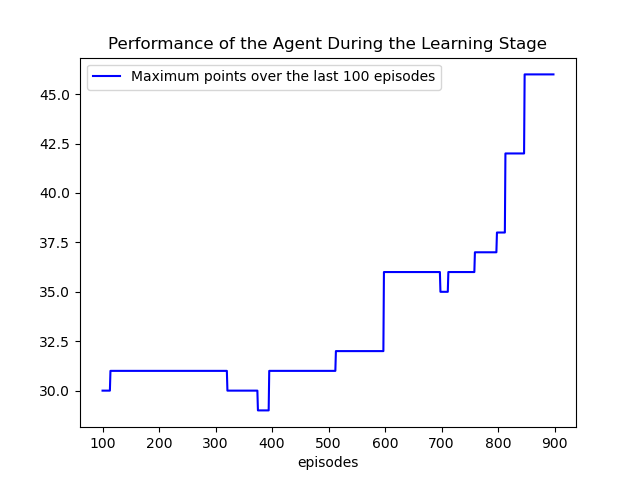 Performance of the Agent During the Learning Stage
Maximum points over the last 100 episodes
45.0
42.5
40.0
37.5
35.0
32.5
30.0
100 200 300 400 500 600 700 800 900
episodes